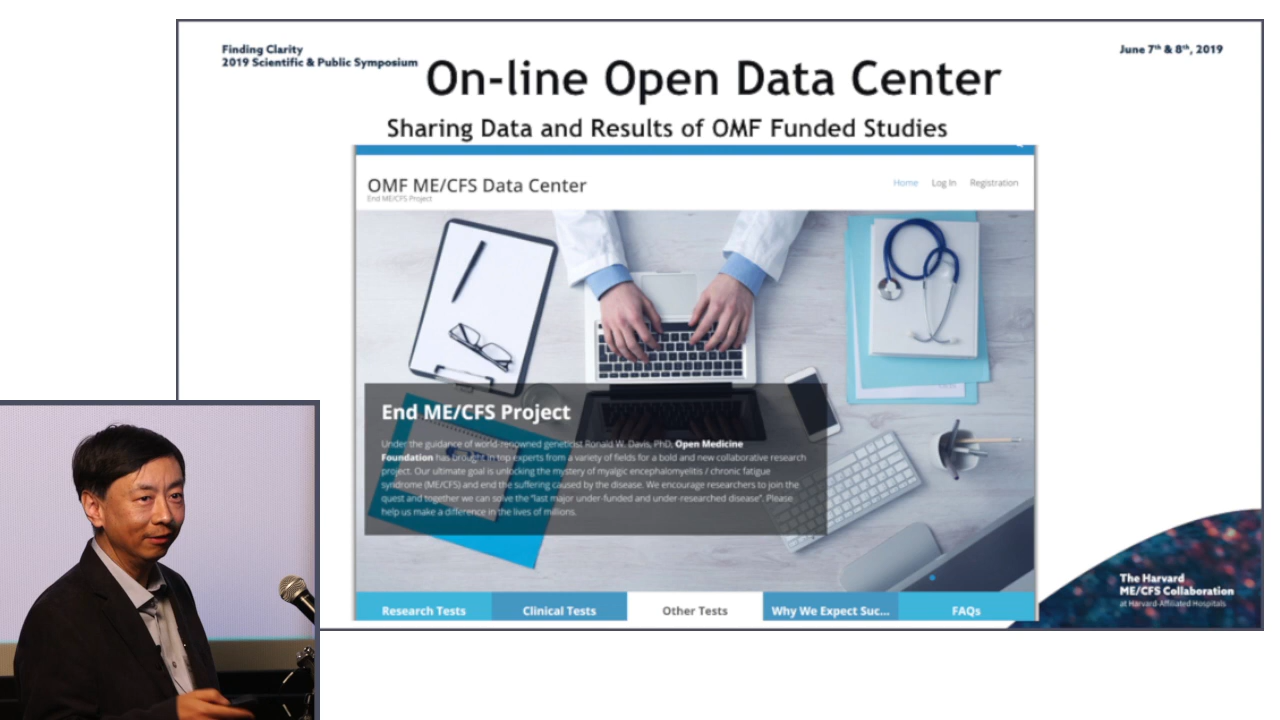 Finding Clarity
2019 Scientific & Public Symposium
June 7th & 8th, 2019
On-line Open Data Center
Sharing Data and Results of OMF Funded Studies
OMF ME/CFS Data Center
End ME/CFS Project
Home Log In Registration
End ME/CFS Project
Under the guidance of world-renowned geneticist Ronald W. Davis, PhD, Open Medicine
Foundation has brought in top experts from a variety of fields for a bold and new collaborative research
project. Our ultimate goal is unlocking the mystery of myalgic encephalomyelitis / chronic fatigue
syndrome (ME/CFS) and end the suffering caused by the disease. We encourage researchers to join the
quest and together we can solve the “last major under-funded and under-researched disease”. Please
help us make a difference in the lives of millions.
Research Tests Clinical Tests Other Tests Why We Expect Suc... FAQs
The Harvard
ME/CFS Collaboration
at Harvard-Affiliated Hospitals